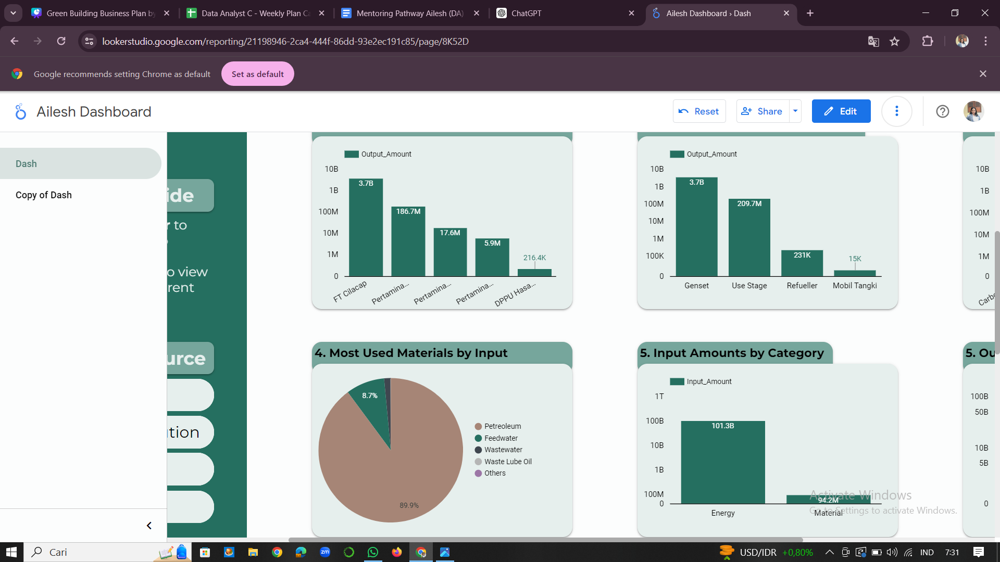 Green Building Business Plan by
Data Analyst C - Weekly Plan Ca
Mentoring Pathway Ailesh (DA)
ChatGPT
Ailesh Dashboard › Dash
lookerstudio.google.com/reporting/21198946-2ca4-444f-86dd-93e2ec191c85/page/8K52D
Google recommends setting Chrome as default
Set as default
Ailesh Dashboard
Reset
Share
Edit
Dash
Copy of Dash
ide
r to
o view
rent
urce
tion
Output_Amount
10B
1B
100M
10M
1M
0
3.7B
186.7M
17.6M
5.9M
216.4K
FT Cilacap
Pertamina...
Pertamina...
Pertamina...
DPPU Hasa...
Output_Amount
10B
1B
100M
10M
1M
100K
0
3.7B
209.7M
231K
15K
Genset
Use Stage
Refueller
Mobil Tangki
10B
1B
100M
10M
1M
0
Carbo
4. Most Used Materials by Input
8.7%
89.9%
Petreoleum
Feedwater
Wastewater
Waste Lube Oil
Others
5. Input Amounts by Category
Input_Amount
1T
100B
10B
1B
100M
0
101.3B
94.2M
Energy
Material
5. Ou
100B
50B
10B
5B
0
Activate Windows
Go to Settings to activate Windows.
Cari
zm
USD/IDR +0,80%
IND
7:31